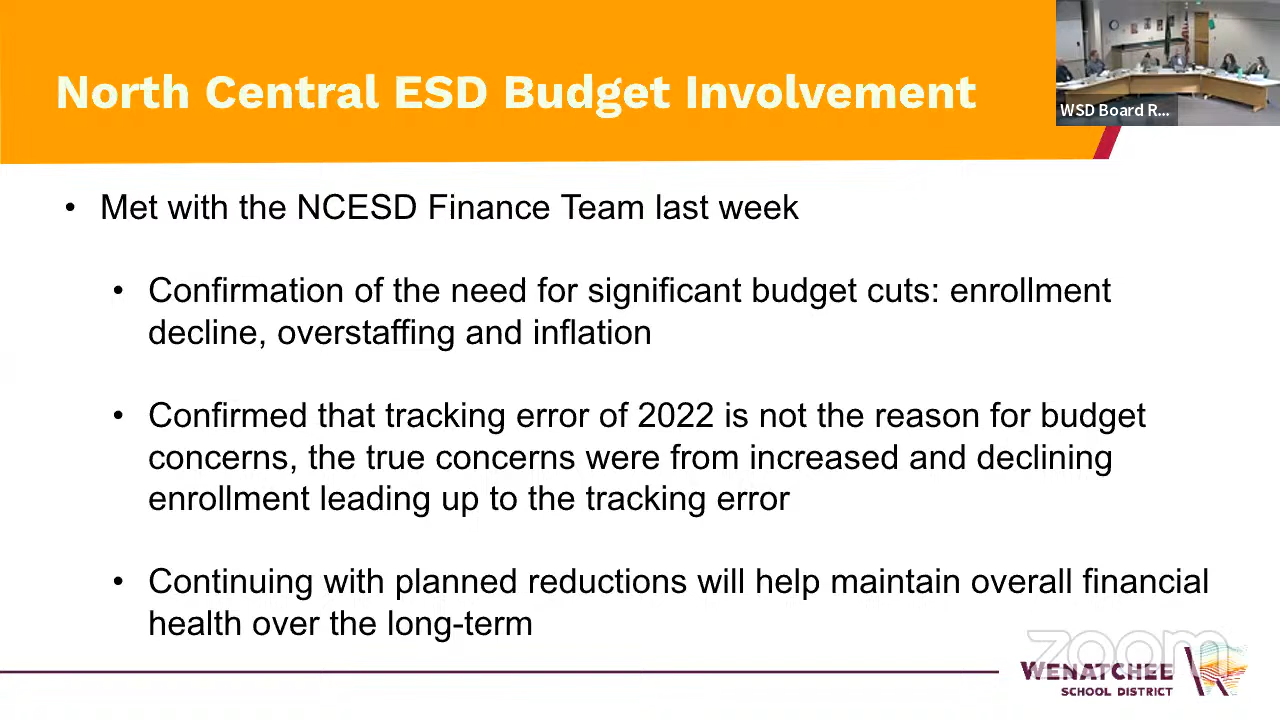 North Central ESD Budget Involvement
WSD Board R...
• Met with the NCESD Finance Team last week
• Confirmation of the need for significant budget cuts: enrollment
decline, overstaffing and inflation
• Confirmed that tracking error of 2022 is not the reason for budget
concerns, the true concerns were from increased and declining
enrollment leading up to the tracking error
• Continuing with planned reductions will help maintain overall financial
health over the long-term
zoom
WENATCHEE
SCHOOL DISTRICT